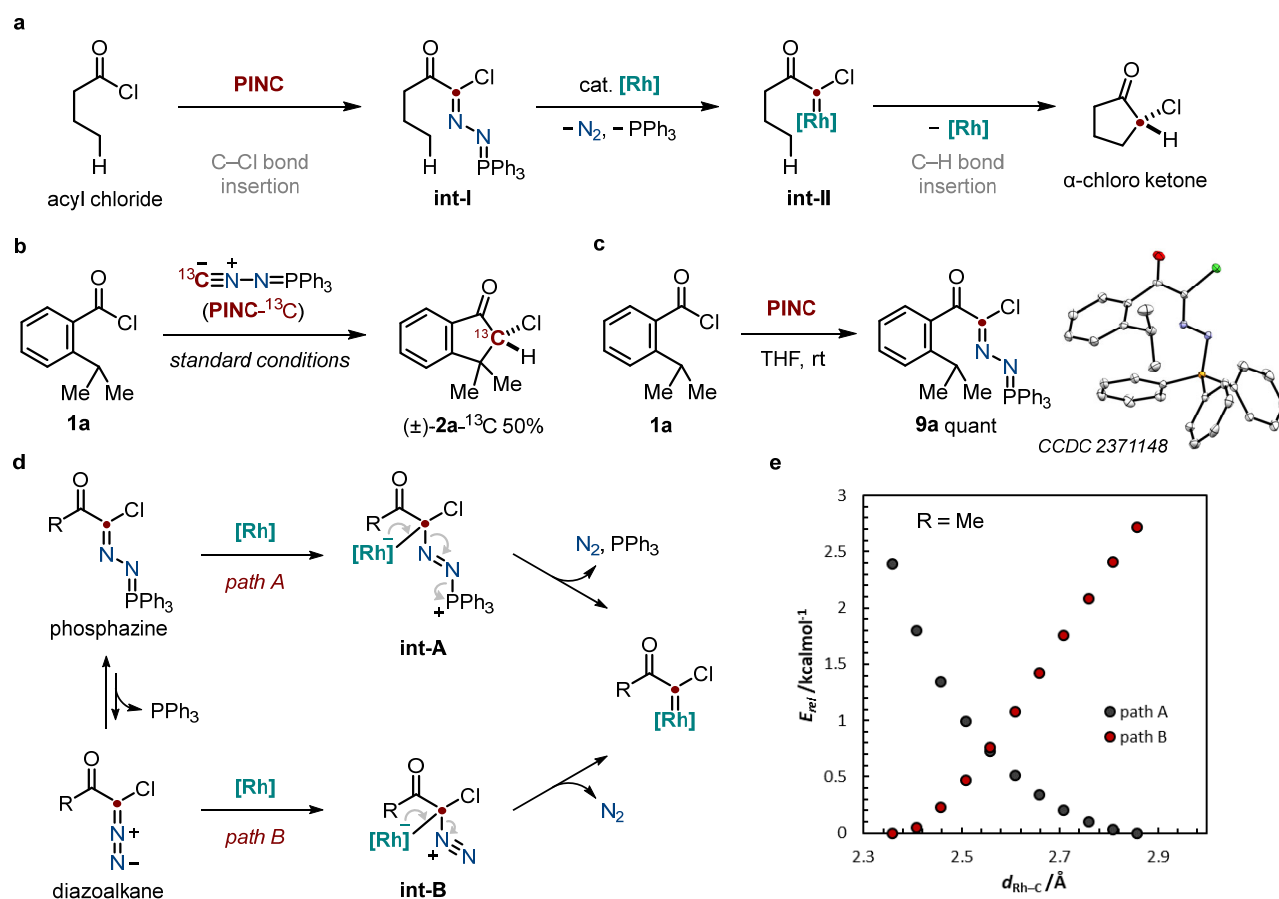 a
O
Cl
H
acyl chloride
PINC
C–Cl bond
insertion
O
Cl
N
N
H
PPh3
int-I
cat. [Rh]
– N2, – PPh3
O
Cl
[Rh]
H
int-II
– [Rh]
C–H bond
insertion
O
Cl
H
α-chloro ketone
b
O
Cl
Me Me
1a
– +
13C≡N–N=PPh3
(PINC-13C)
standard conditions
O
Cl
13C
H
Me
Me
(±)-2a-13C 50%
c
O
Cl
Me Me
1a
PINC
THF, rt
O
Cl
N
N
Me Me
PPh3
9a quant
CCDC 2371148
d
O
R
Cl
N
N
PPh3
phosphazine
[Rh]
path A
O
R
Cl
[Rh]–
N
N
PPh3
+
int-A
N2, PPh3
PPh3
O
R
Cl
[Rh]
O
R
Cl
N+
N–
diazoalkane
[Rh]
path B
O
R
Cl
[Rh]–
N≡N
+
int-B
N2
e
R = Me
Erel /kcalmol-1
3
2.5
2
1.5
1
0.5
0
path A
path B
2.3 2.5 2.7 2.9
dRh–C /Å